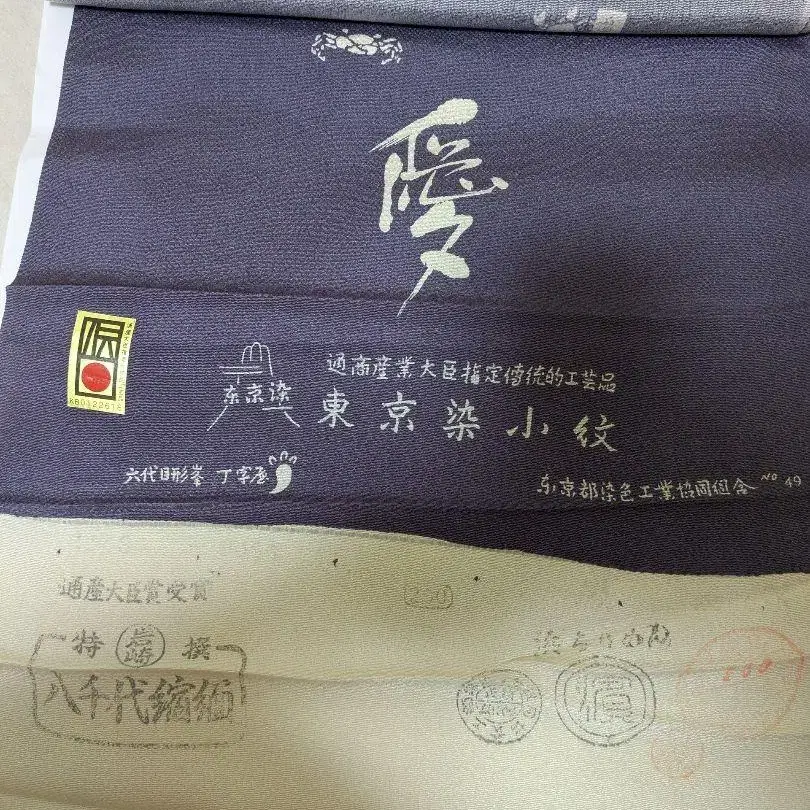 愛
通商産業大臣指定傳統的工芸品
东京染
東京染小紋
六代目形峯 丁字屋
东京都染色工業協同組合 No 49
通産大臣賞受賞
特 岩崎 撰
八千代縮緬